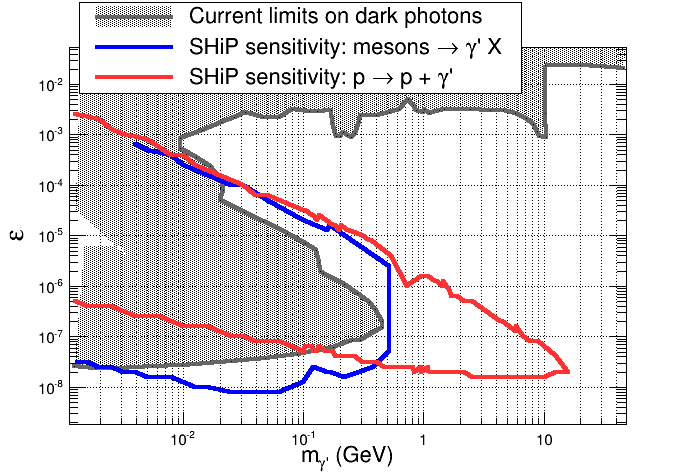 Current limits on dark photons
SHiP sensitivity: mesons → γ' X
SHiP sensitivity: p → p + γ'
10⁻²
10⁻³
10⁻⁴
10⁻⁵
10⁻⁶
10⁻⁷
10⁻⁸
ε
10⁻² 10⁻¹ 1 10
m_γ' (GeV)